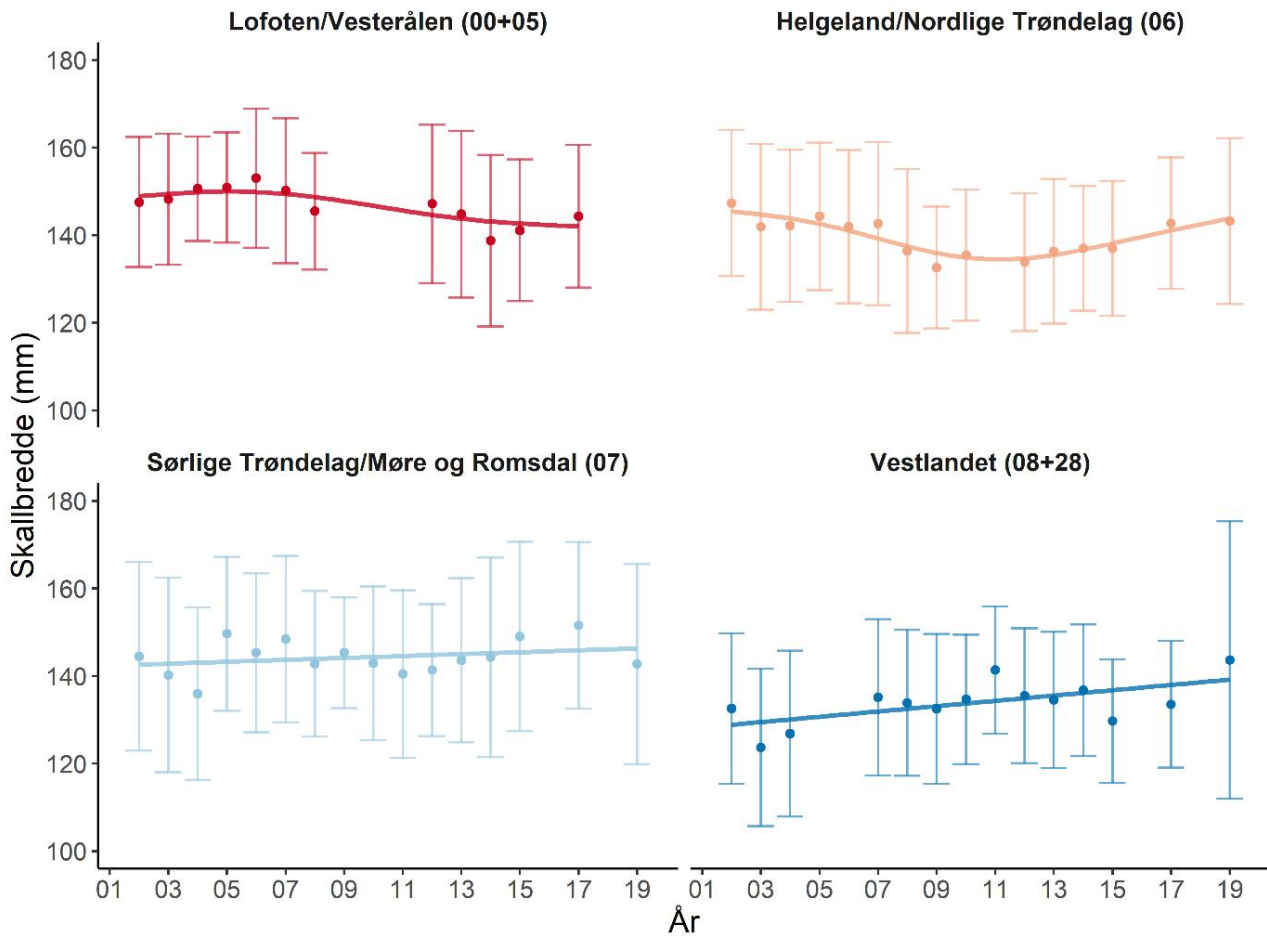 Lofoten/Vesterålen (00+05)
Helgeland/Nordlige Trøndelag (06)
180
160
140
120
100
Skallbredde (mm)
Sørlige Trøndelag/Møre og Romsdal (07)
Vestlandet (08+28)
180
160
140
120
100
01 03 05 07 09 11 13 15 17 19
01 03 05 07 09 11 13 15 17 19
År